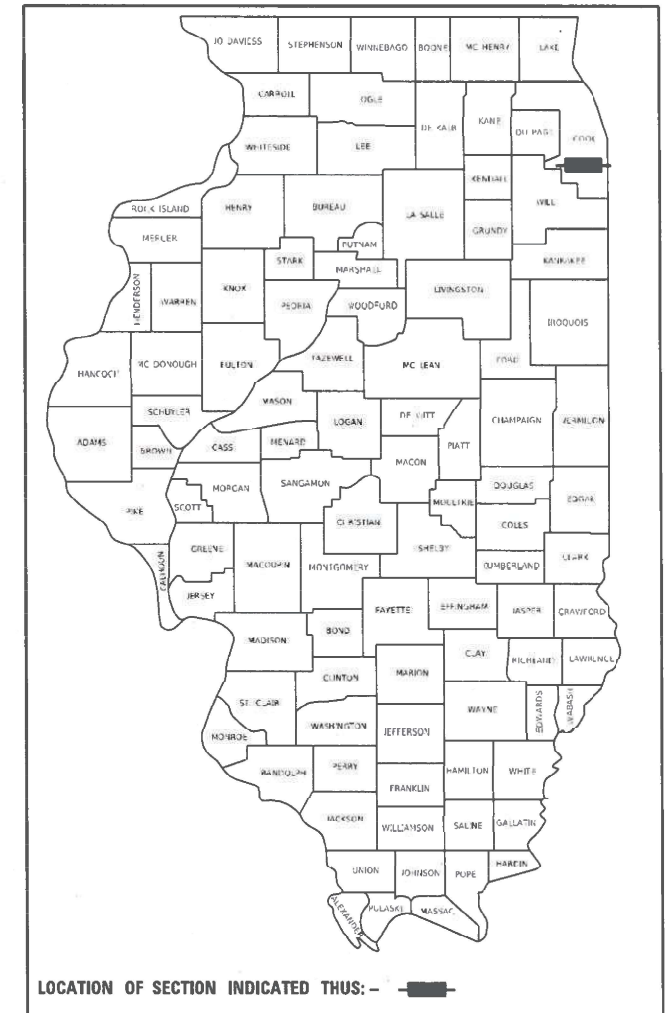 JO DAVIESS STEPHENSON WINNEBAGO BOONE MC HENRY LAKE
CARROLL OGLE DE KALB KANE DU PAGE COOK
WHITESIDE LEE KENDALL WILL
ROCK ISLAND HENRY BUREAU LA SALLE GRUNDY
MERCER PUTNAM KANKAKEE
HENDERSON WARREN KNOX STARK MARSHALL LIVINGSTON
PEORIA WOODFORD IROQUOIS
HANCOCK MC DONOUGH FULTON TAZEWELL MC LEAN FORD
SCHUYLER MASON LOGAN DE WITT CHAMPAIGN VERMILON
ADAMS BROWN CASS MENARD PIATT
MACON
PIKE SCOTT MORGAN SANGAMON MOULTRIE DOUGLAS EDGAR
CHRISTIAN COLES
CALHOUN GREENE MACOUPIN MONTGOMERY SHELBY CUMBERLAND CLARK
JERSEY FAYETTE EFFINGHAM JASPER CRAWFORD
MADISON BOND CLAY RICHLAND LAWRENCE
CLINTON MARION
ST. CLAIR WASHINGTON WAYNE EDWARDS WABASH
MONROE JEFFERSON
RANDOLPH PERRY HAMILTON WHITE
FRANKLIN
JACKSON WILLIAMSON SALINE GALLATIN
UNION JOHNSON POPE HARDIN
ALEXANDER PULASKI MASSAC
LOCATION OF SECTION INDICATED THUS: –